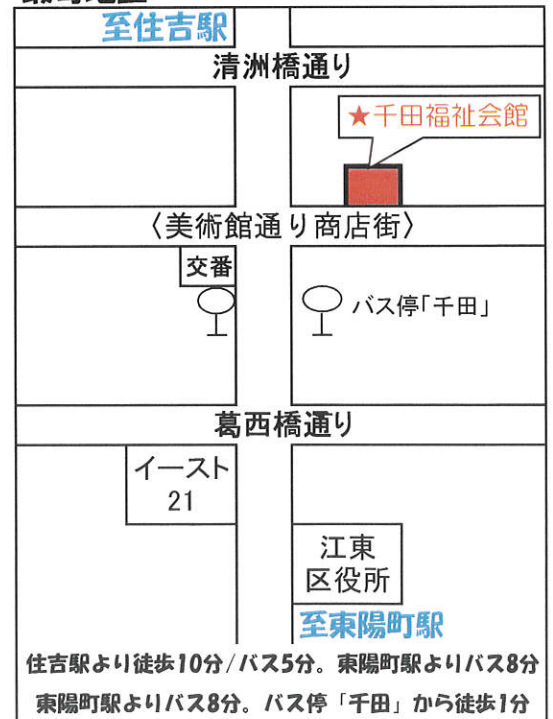 至住吉駅
清洲橋通り
★千田福祉会館
〈美術館通り商店街〉
交番
バス停「千田」
葛西橋通り
イースト
21
江東
区役所
至東陽町駅
住吉駅より徒歩10分/バス5分。東陽町駅よりバス8分
東陽町駅よりバス8分。バス停「千田」から徒歩1分